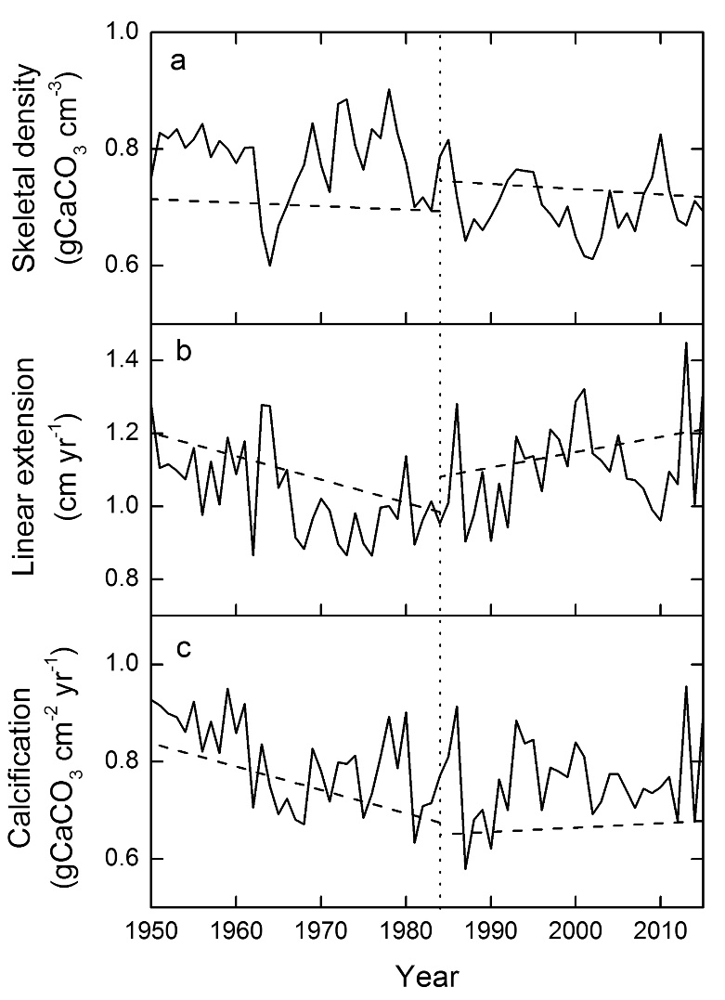 a
Skeletal density
(gCaCO₃ cm⁻³)
1.0
0.8
0.6
b
Linear extension
(cm yr⁻¹)
1.4
1.2
1.0
0.8
c
Calcification
(gCaCO₃ cm⁻² yr⁻¹)
1.0
0.8
0.6
1950 1960 1970 1980 1990 2000 2010
Year